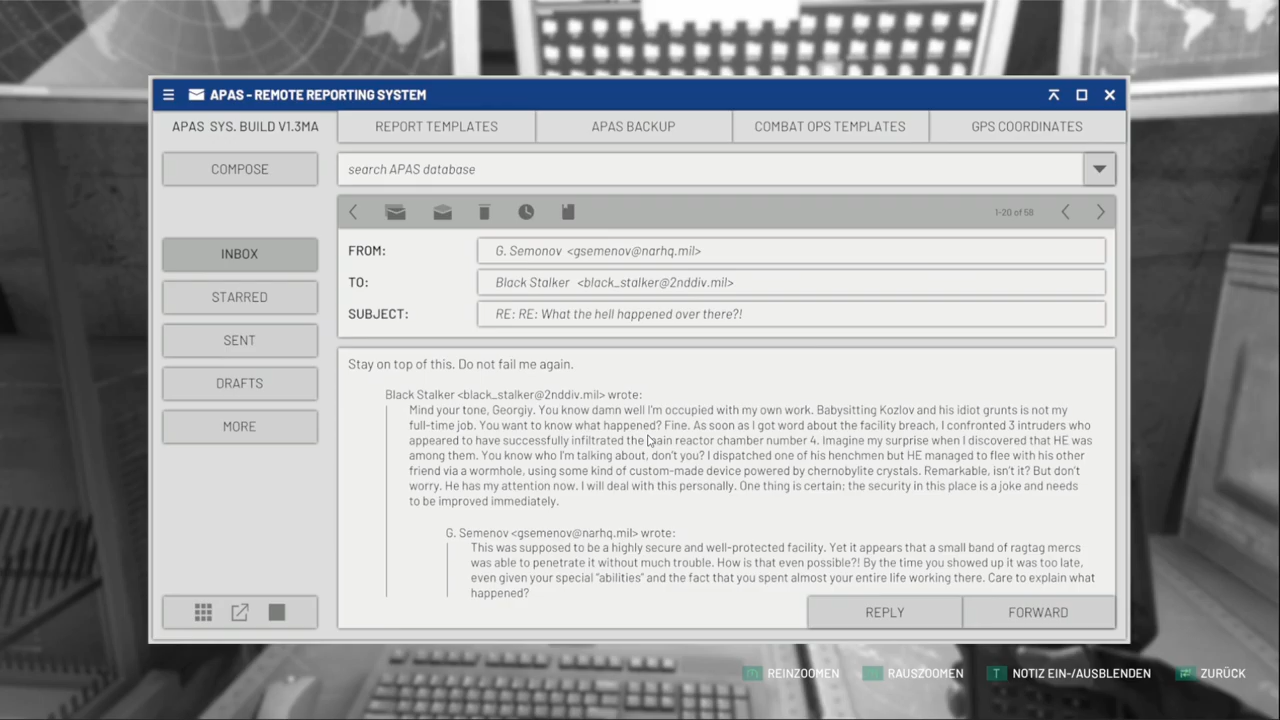 APAS - REMOTE REPORTING SYSTEM
APAS SYS. BUILD V1.3MA
REPORT TEMPLATES
APAS BACKUP
COMBAT OPS TEMPLATES
GPS COORDINATES
COMPOSE
search APAS database
1-20 of 58
INBOX
STARRED
SENT
DRAFTS
MORE
FROM: G. Semonov <gsemenov@narhq.mil>
TO: Black Stalker <black_stalker@2nddiv.mil>
SUBJECT: RE: RE: What the hell happened over there?!
Stay on top of this. Do not fail me again.
Black Stalker <black_stalker@2nddiv.mil> wrote:
Mind your tone, Georgiy. You know damn well I'm occupied with my own work. Babysitting Kozlov and his idiot grunts is not my
full-time job. You want to know what happened? Fine. As soon as I got word about the facility breach, I confronted 3 intruders who
appeared to have successfully infiltrated the main reactor chamber number 4. Imagine my surprise when I discovered that HE was
among them. You know who I'm talking about, don't you? I dispatched one of his henchmen but HE managed to flee with his other
friend via a wormhole, using some kind of custom-made device powered by chernobylite crystals. Remarkable, isn't it? But don't
worry. He has my attention now. I will deal with this personally. One thing is certain: the security in this place is a joke and needs
to be improved immediately.
G. Semenov <gsemenov@narhq.mil> wrote:
This was supposed to be a highly secure and well-protected facility. Yet it appears that a small band of ragtag mercs
was able to penetrate it without much trouble. How is that even possible?! By the time you showed up it was too late,
even given your special "abilities" and the fact that you spent almost your entire life working there. Care to explain what
happened?
REPLY
FORWARD
REINZOOMEN
RAUSZOOMEN
T NOTIZ EIN-/AUSBLENDEN
ZURÜCK